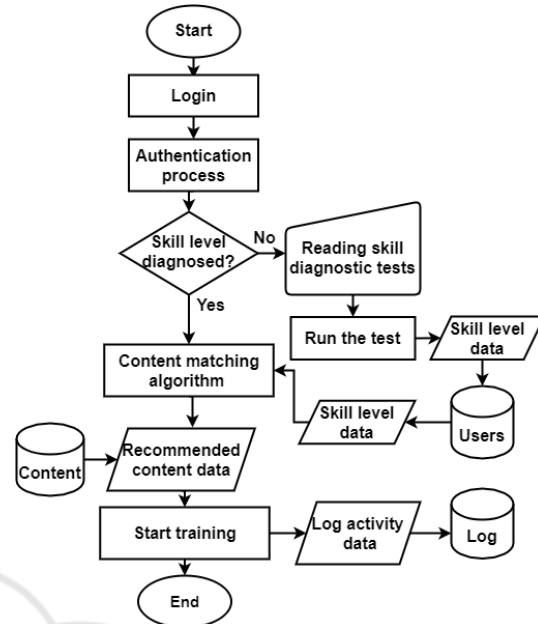 Start
Login
Authentication
process
Skill level
diagnosed?
No
Reading skill
diagnostic tests
Yes
Run the test
Skill level
data
Content matching
algorithm
Skill level
data
Users
Content
Recommended
content data
Start training
Log activity
data
Log
End